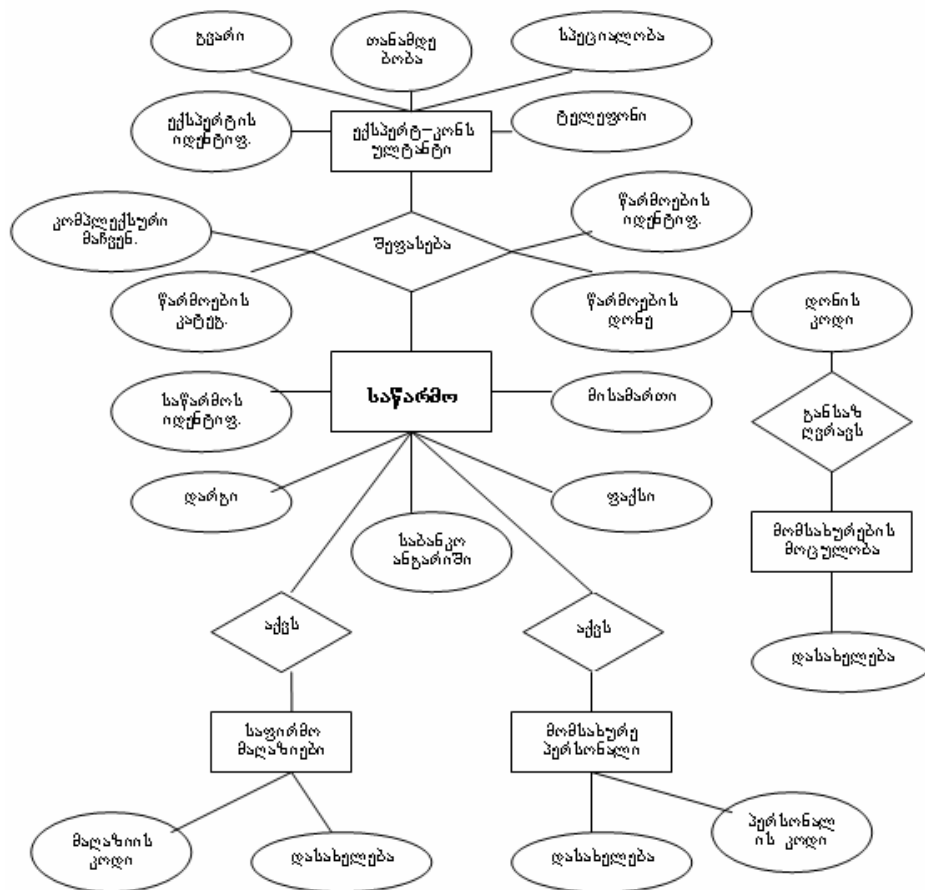 გვარი
თანამდე
ბობა
სპეციალობა
ექსპერტის
იდენტიფ.
ექსპერტ-კონს
ულტანტი
ტელეფონი
კომპლექსური
მაჩვენ.
შეფასება
წარმოების
იდენტიფ.
წარმოების
კატეგ.
წარმოების
დონე
დონის
კოდი
საწარმოს
იდენტიფ.
საწარმო
მისამართი
განსაზ
ღვრავს
დარგი
საბანკო
ანგარიში
ფაქსი
მომსახურების
მოცულობა
აქვს
აქვს
დასახელება
საფირმო
მაღაზიები
მომსახურე
პერსონალი
მაღაზიის
კოდი
დასახელება
დასახელება
პერსონალ
ის კოდი